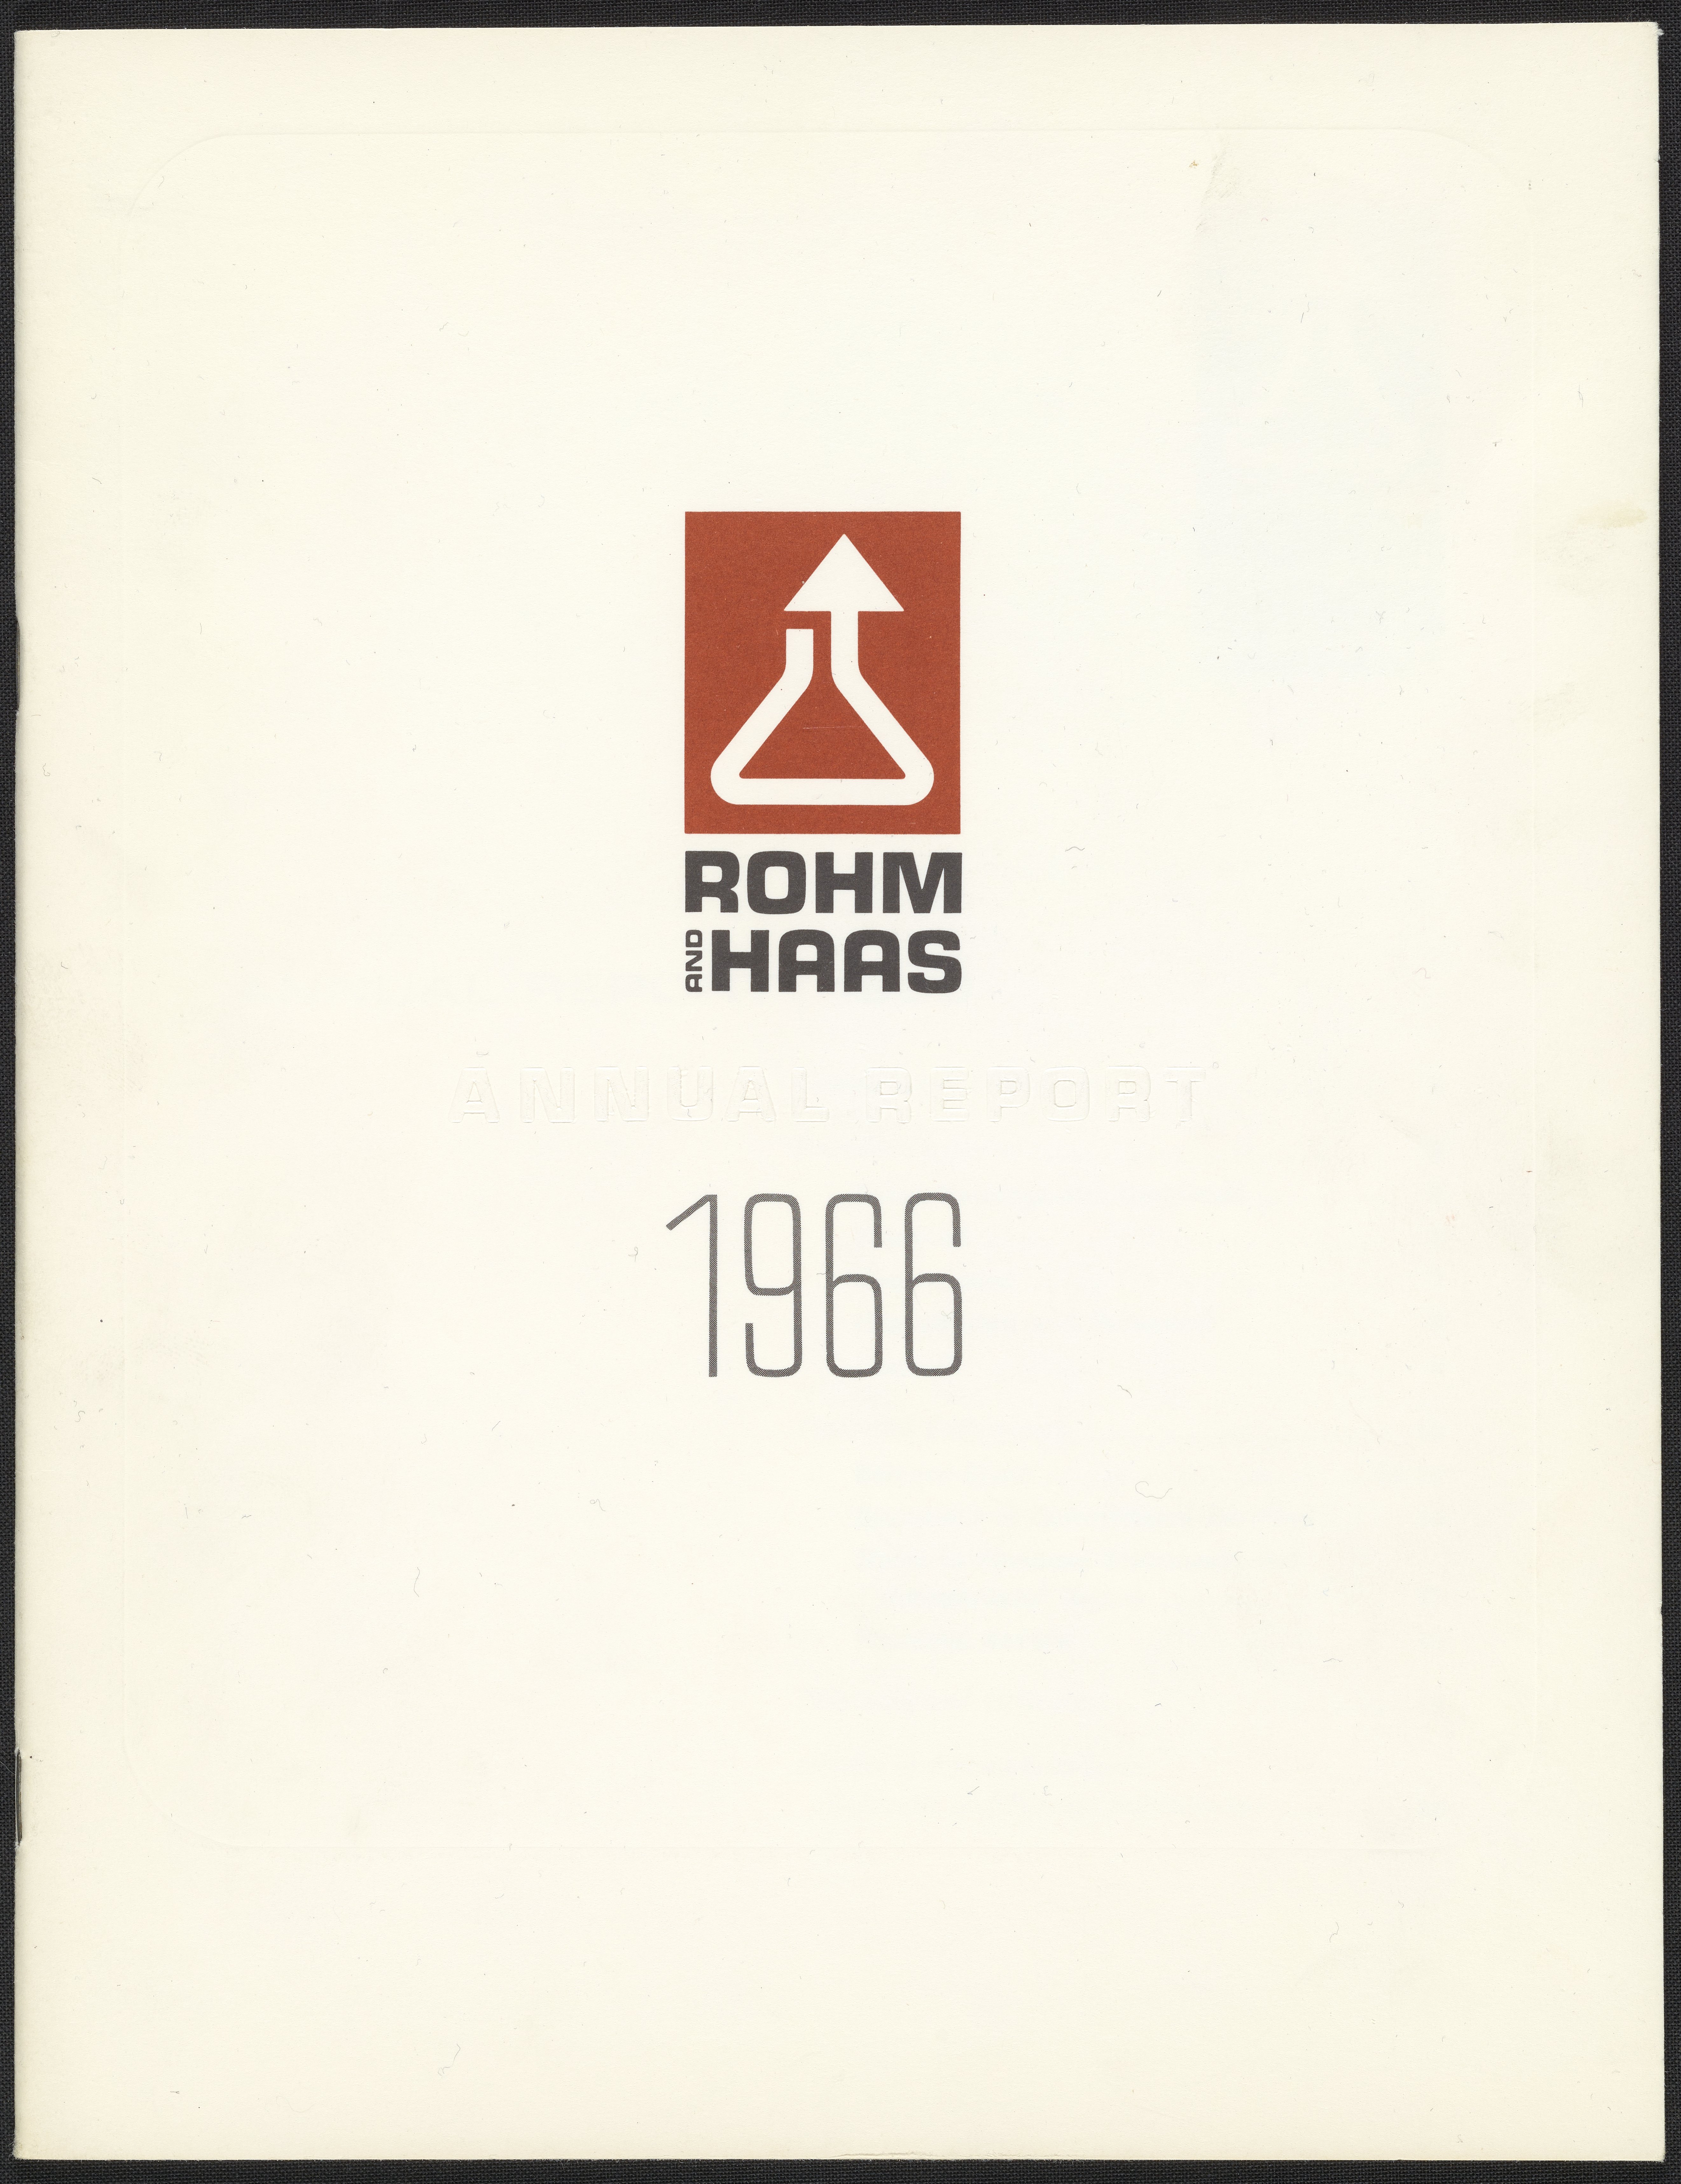 ROHM
AND HAAS
ANNUAL REPORT
1966